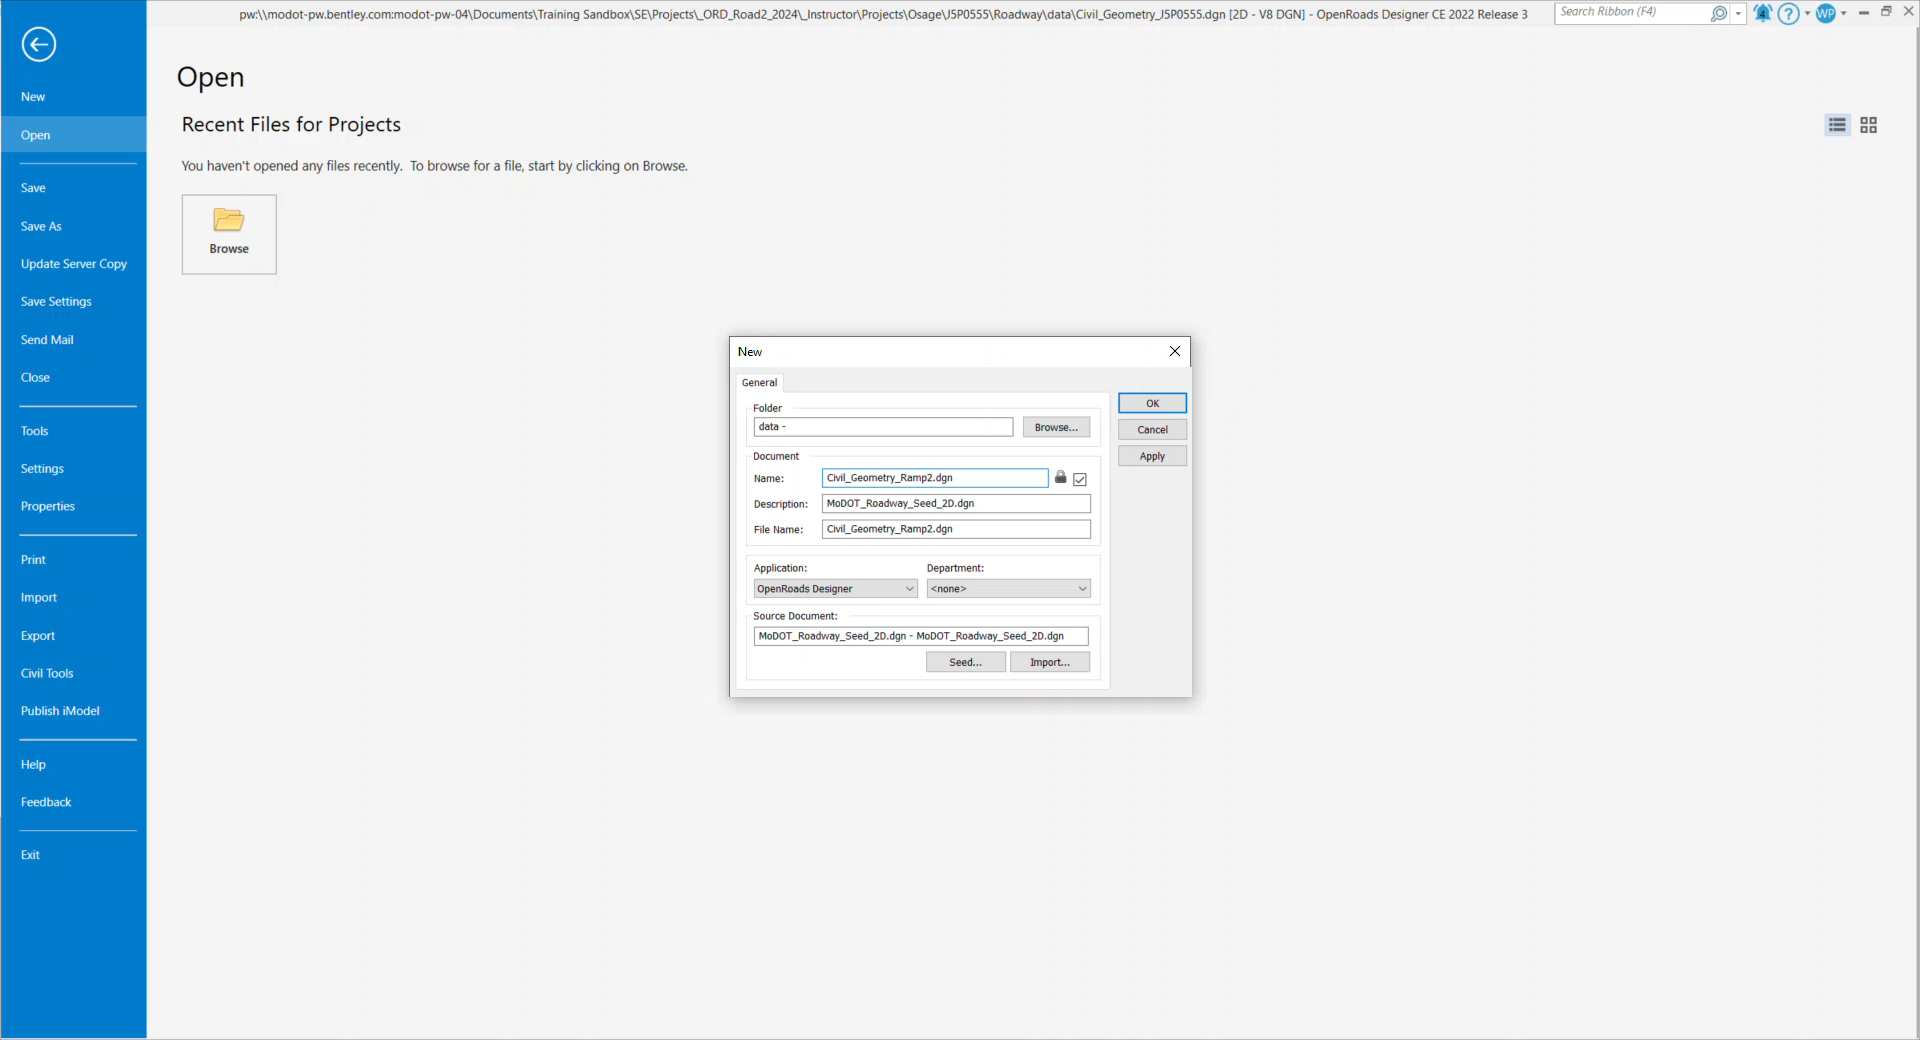 pw:\\modot-pw.bentley.com:modot-pw-04\Documents\Training Sandbox\SE\Projects\_ORD_Road2_2024\_Instructor\Projects\Osage\J5P0555\Roadway\data\Civil_Geometry_J5P0555.dgn [2D - V8 DGN] - OpenRoads Designer CE 2022 Release 3
Search Ribbon (F4)
4
WP
New
Open
Save
Save As
Update Server Copy
Save Settings
Send Mail
Close
Tools
Settings
Properties
Print
Import
Export
Civil Tools
Publish iModel
Help
Feedback
Exit
Open
Recent Files for Projects
You haven't opened any files recently.  To browse for a file, start by clicking on Browse.
Browse
New
General
Folder
data -
Browse...
Document
Name:
Civil_Geometry_Ramp2.dgn
Description:
MoDOT_Roadway_Seed_2D.dgn
File Name:
Civil_Geometry_Ramp2.dgn
Application:
Department:
OpenRoads Designer
<none>
Source Document:
MoDOT_Roadway_Seed_2D.dgn - MoDOT_Roadway_Seed_2D.dgn
Seed...
Import...
OK
Cancel
Apply